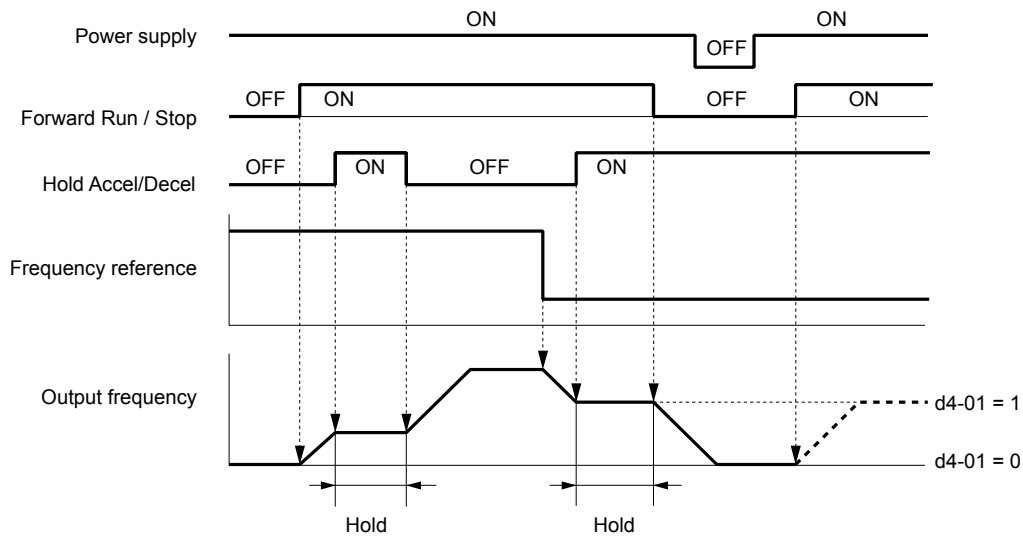 ON ON
Power supply OFF
OFF ON OFF ON
Forward Run / Stop
OFF ON OFF ON
Hold Accel/Decel
Frequency reference
Output frequency d4-01 = 1
d4-01 = 0
Hold Hold